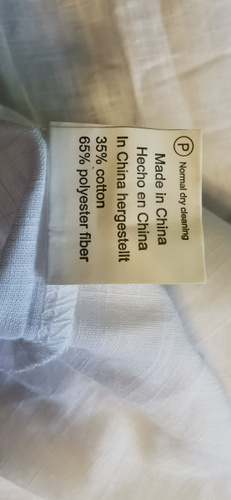 P Normal dry cleaning
Made in China
Hecho en China
In China hergestellt
35% cotton
65% polyester fiber